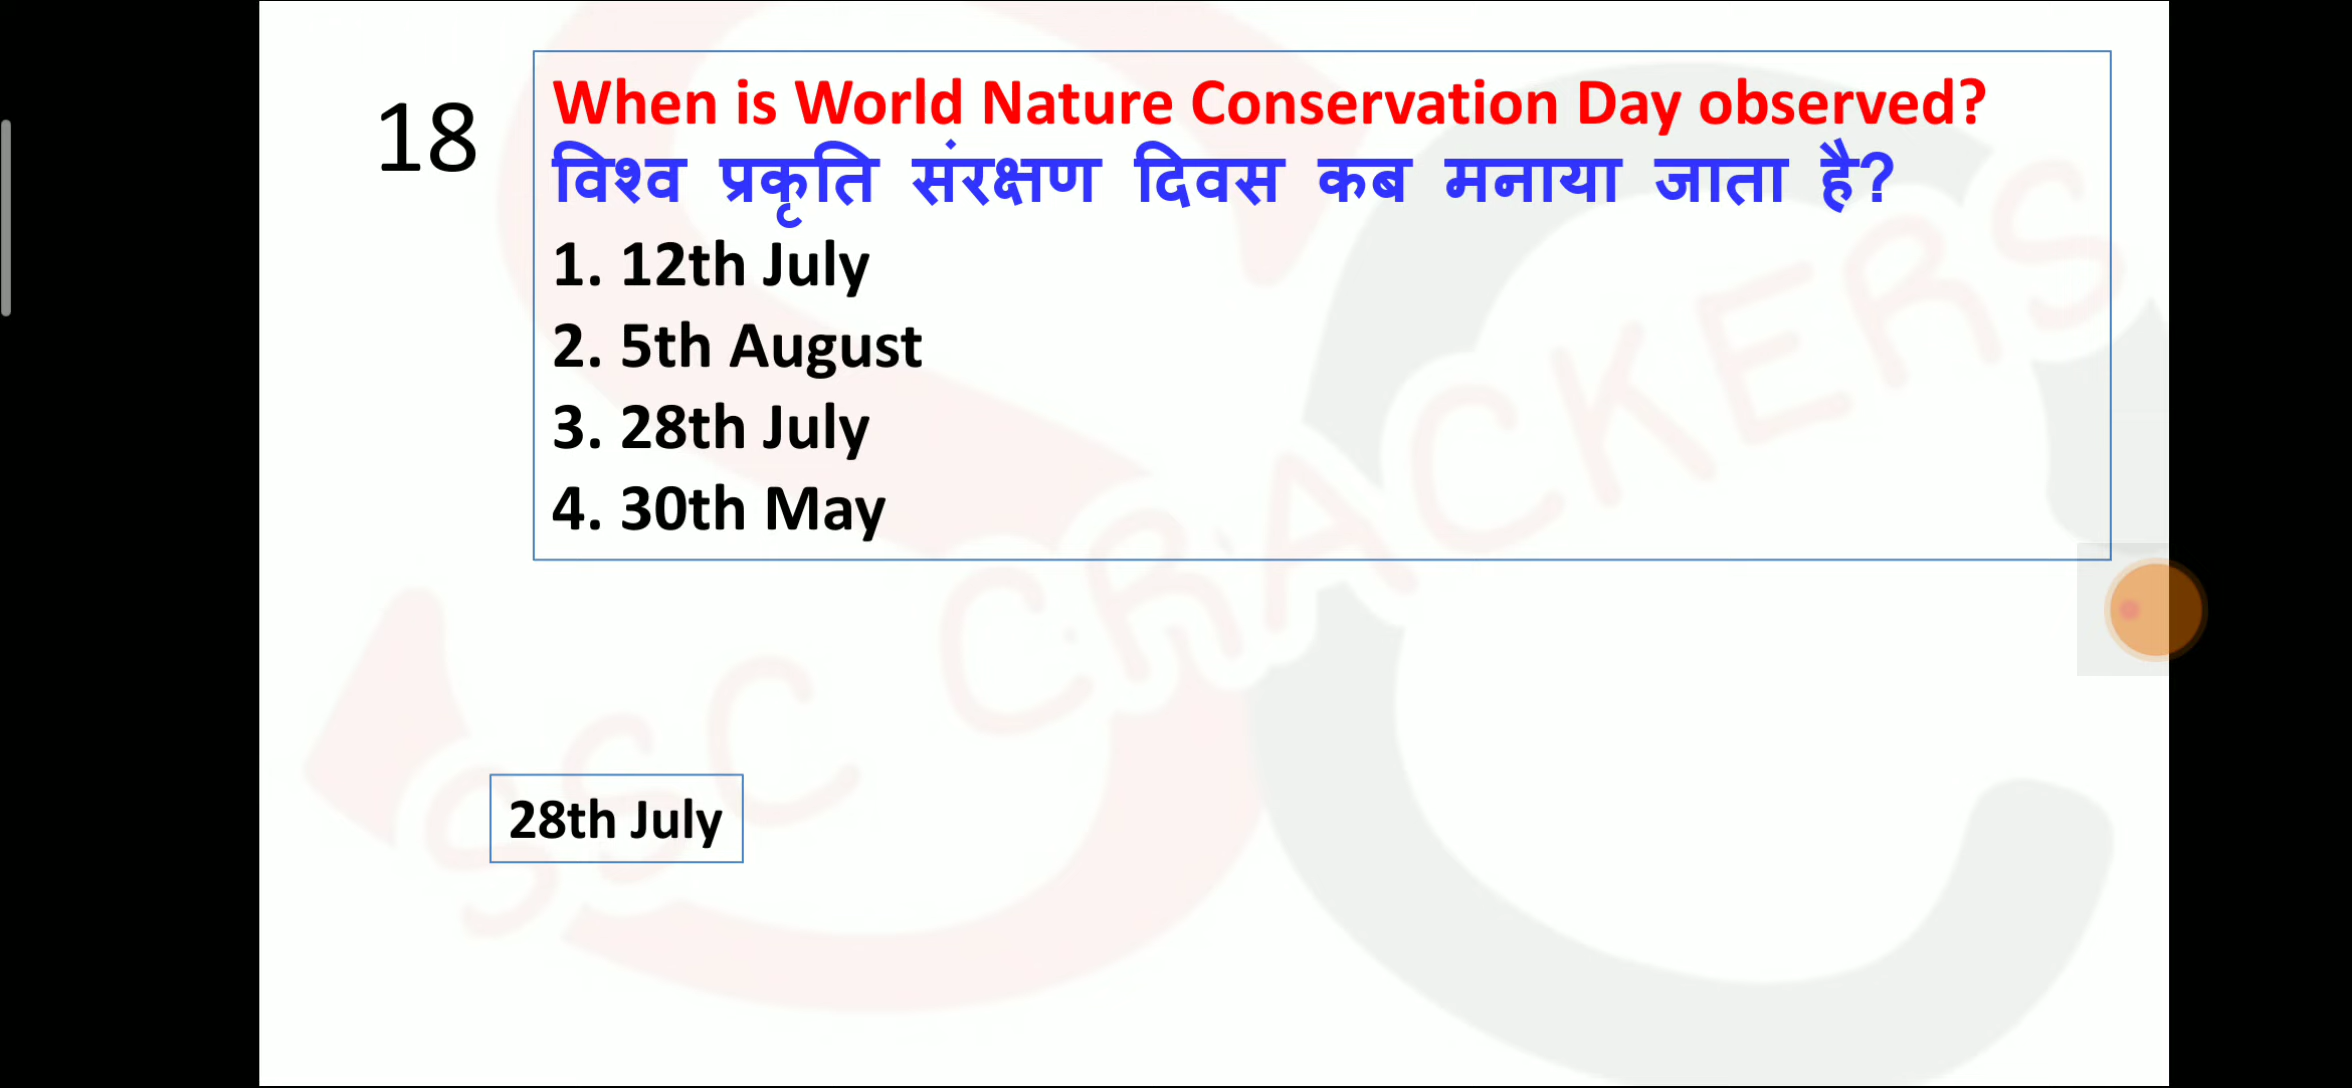 18
When is World Nature Conservation Day observed?
विश्व प्रकृति संरक्षण दिवस कब मनाया जाता है?
1. 12th July
2. 5th August
3. 28th July
4. 30th May
SSC CRACKERS
28th July